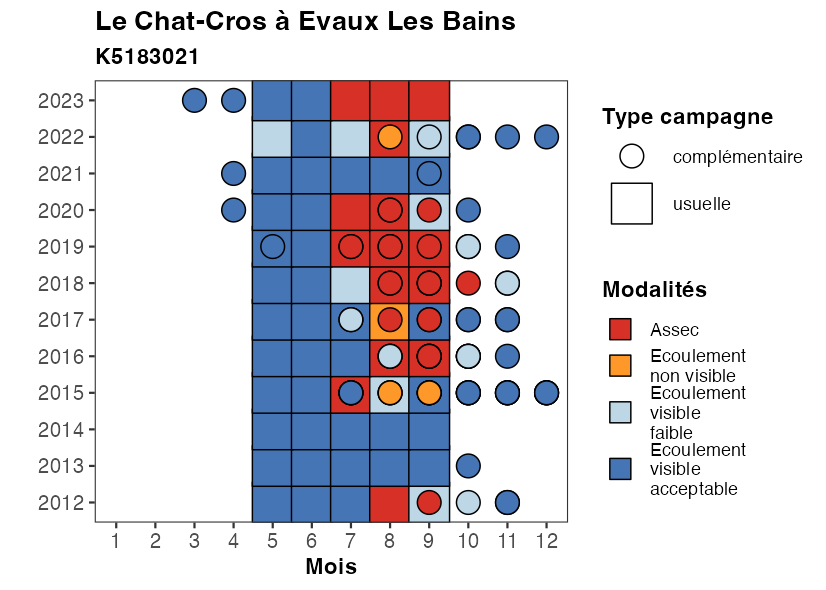 Le Chat-Cros à Evaux Les Bains
K5183021
2023
2022
2021
2020
2019
2018
2017
2016
2015
2014
2013
2012
1 2 3 4 5 6 7 8 9 10 11 12
Mois
Type campagne
complémentaire
usuelle
Modalités
Assec
Ecoulement
non visible
Ecoulement
visible
faible
Ecoulement
visible
acceptable